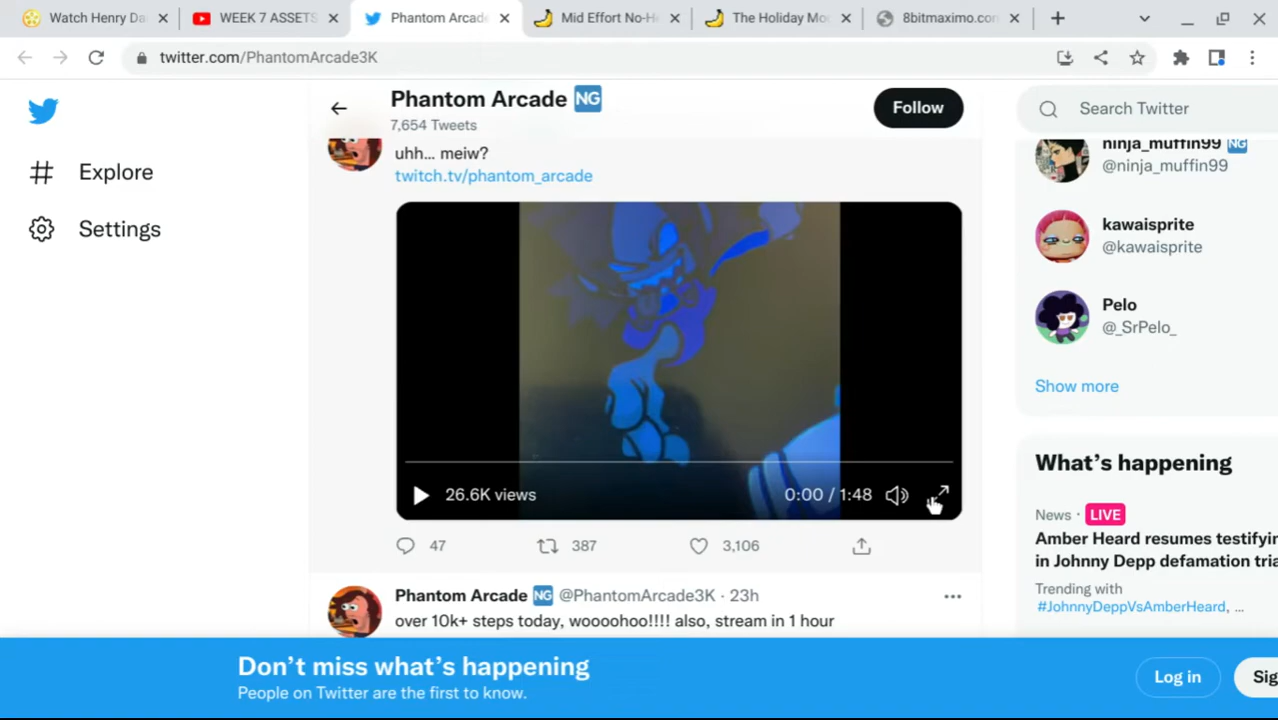 Watch Henry Da
WEEK 7 ASSETS
Phantom Arcade
Mid Effort No-H
The Holiday Mo
8bitmaximo.con
twitter.com/PhantomArcade3K
Phantom Arcade NG
7,654 Tweets
Follow
Search Twitter
Explore
Settings
uhh... meiw?
twitch.tv/phantom_arcade
26.6K views
0:00 / 1:48
47
387
3,106
Phantom Arcade NG @PhantomArcade3K · 23h
over 10k+ steps today, woooohoo!!!! also, stream in 1 hour
ninja_muffin99 NG
@ninja_muffin99
kawaisprite
@kawaisprite
Pelo
@_SrPelo_
Show more
What's happening
News · LIVE
Amber Heard resumes testifyin
in Johnny Depp defamation tria
Trending with
#JohnnyDeppVsAmberHeard, ...
Don't miss what's happening
People on Twitter are the first to know.
Log in
Sig